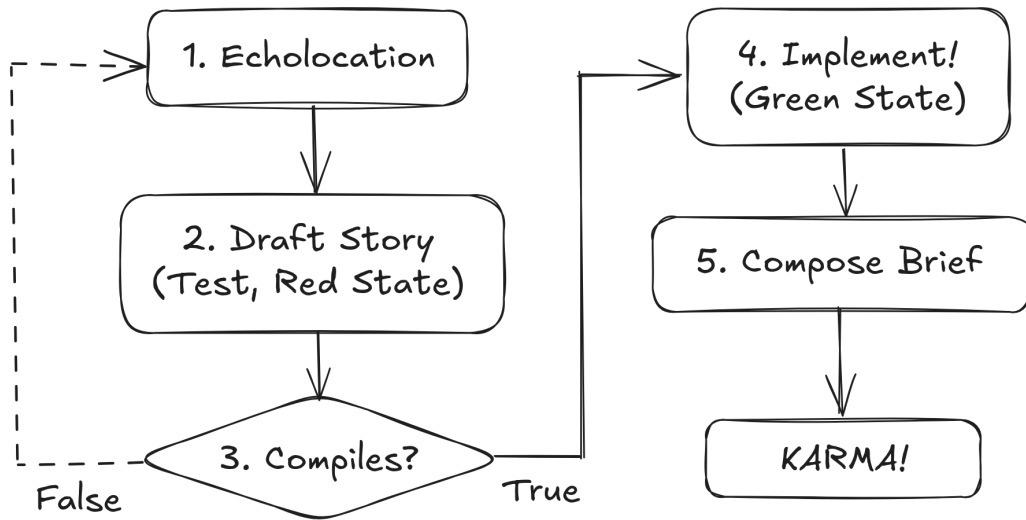 1. Echolocation
2. Draft Story
(Test, Red State)
3. Compiles?
False
True
4. Implement!
(Green State)
5. Compose Brief
KARMA!